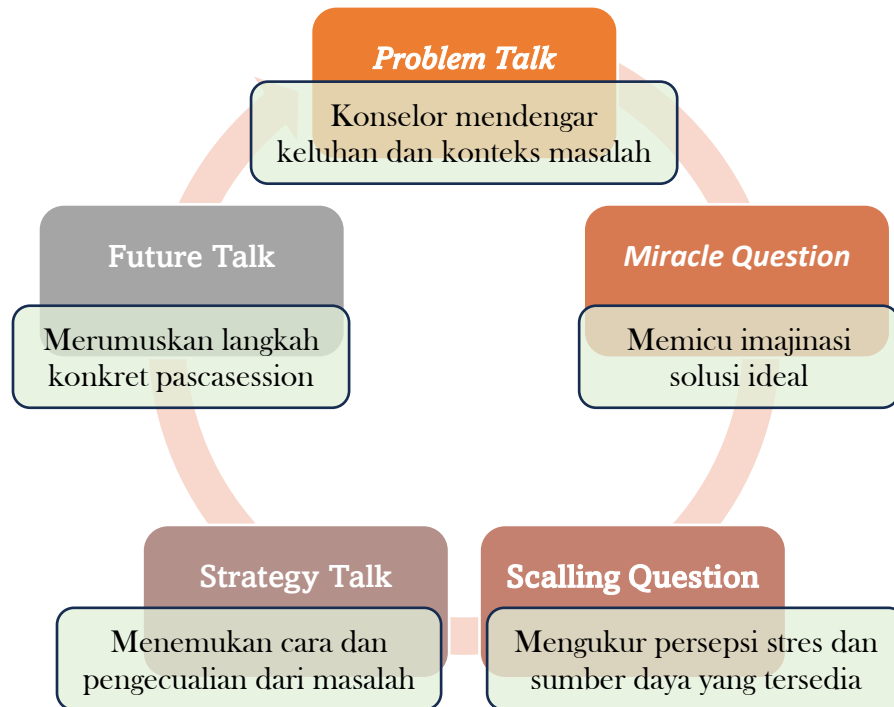 Problem Talk
Konselor mendengar
keluhan dan konteks masalah
Miracle Question
Memicu imajinasi
solusi ideal
Scalling Question
Mengukur persepsi stres dan
sumber daya yang tersedia
Strategy Talk
Menemukan cara dan
pengecualian dari masalah
Future Talk
Merumuskan langkah
konkret pascasession